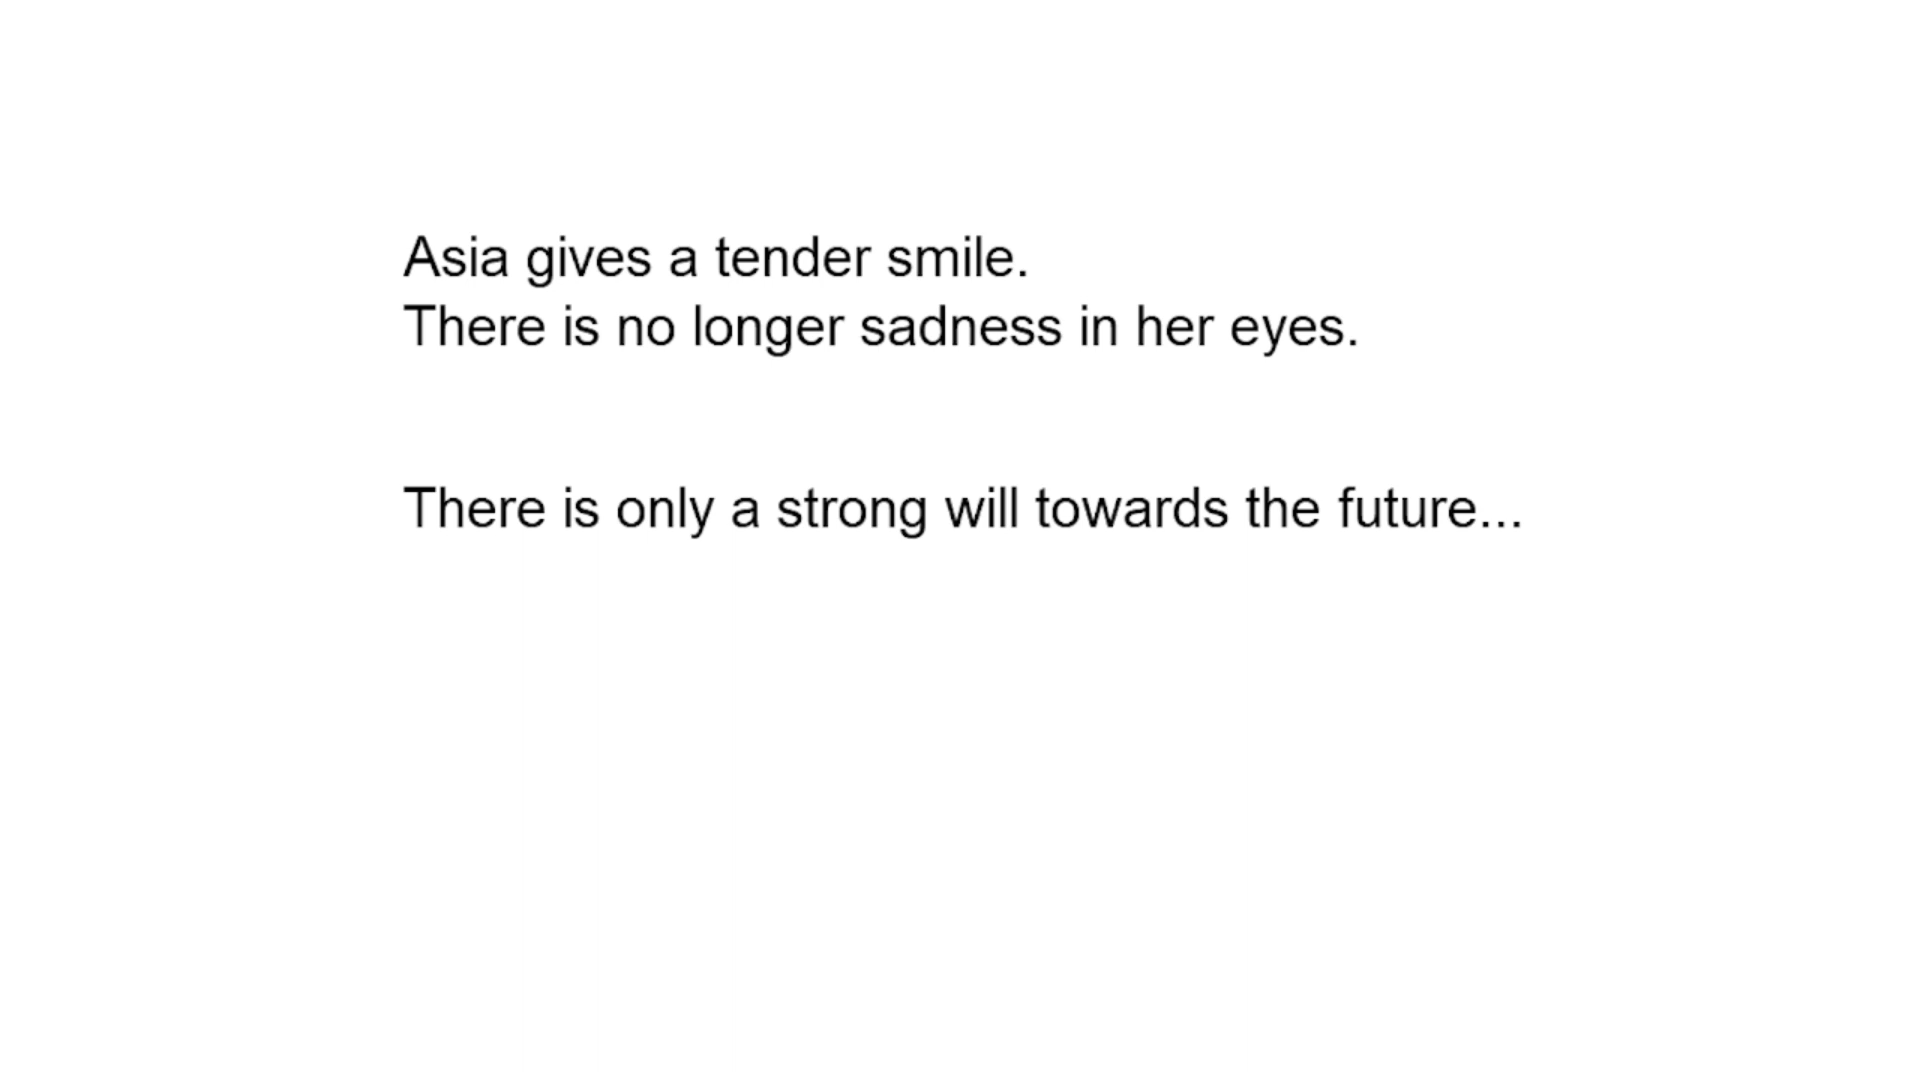 Asia gives a tender smile.
There is no longer sadness in her eyes.
There is only a strong will towards the future...